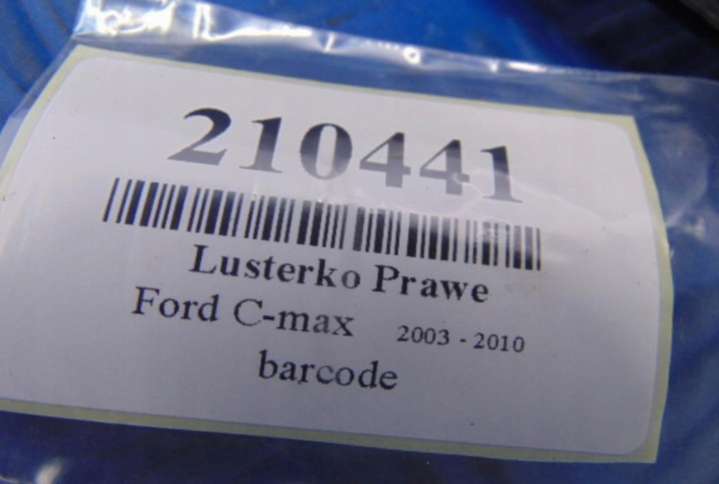 210441
Lusterko Prawe
Ford C-max 2003 - 2010
barcode